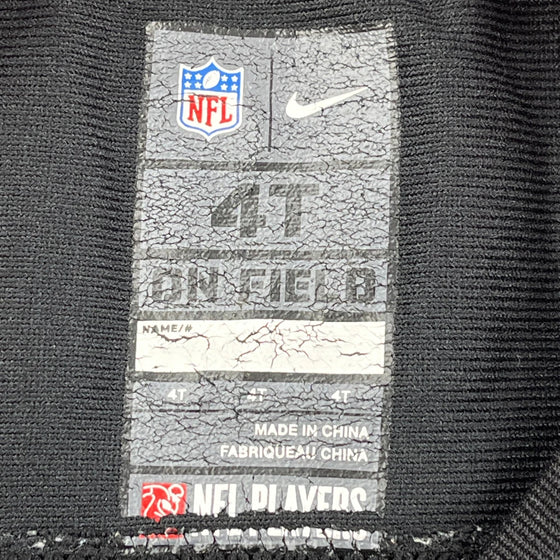 NFL
4T
ON FIELD
NAME/#
4T 4T 4T
MADE IN CHINA
FABRIQUEAU CHINA
NFL PLAYERS